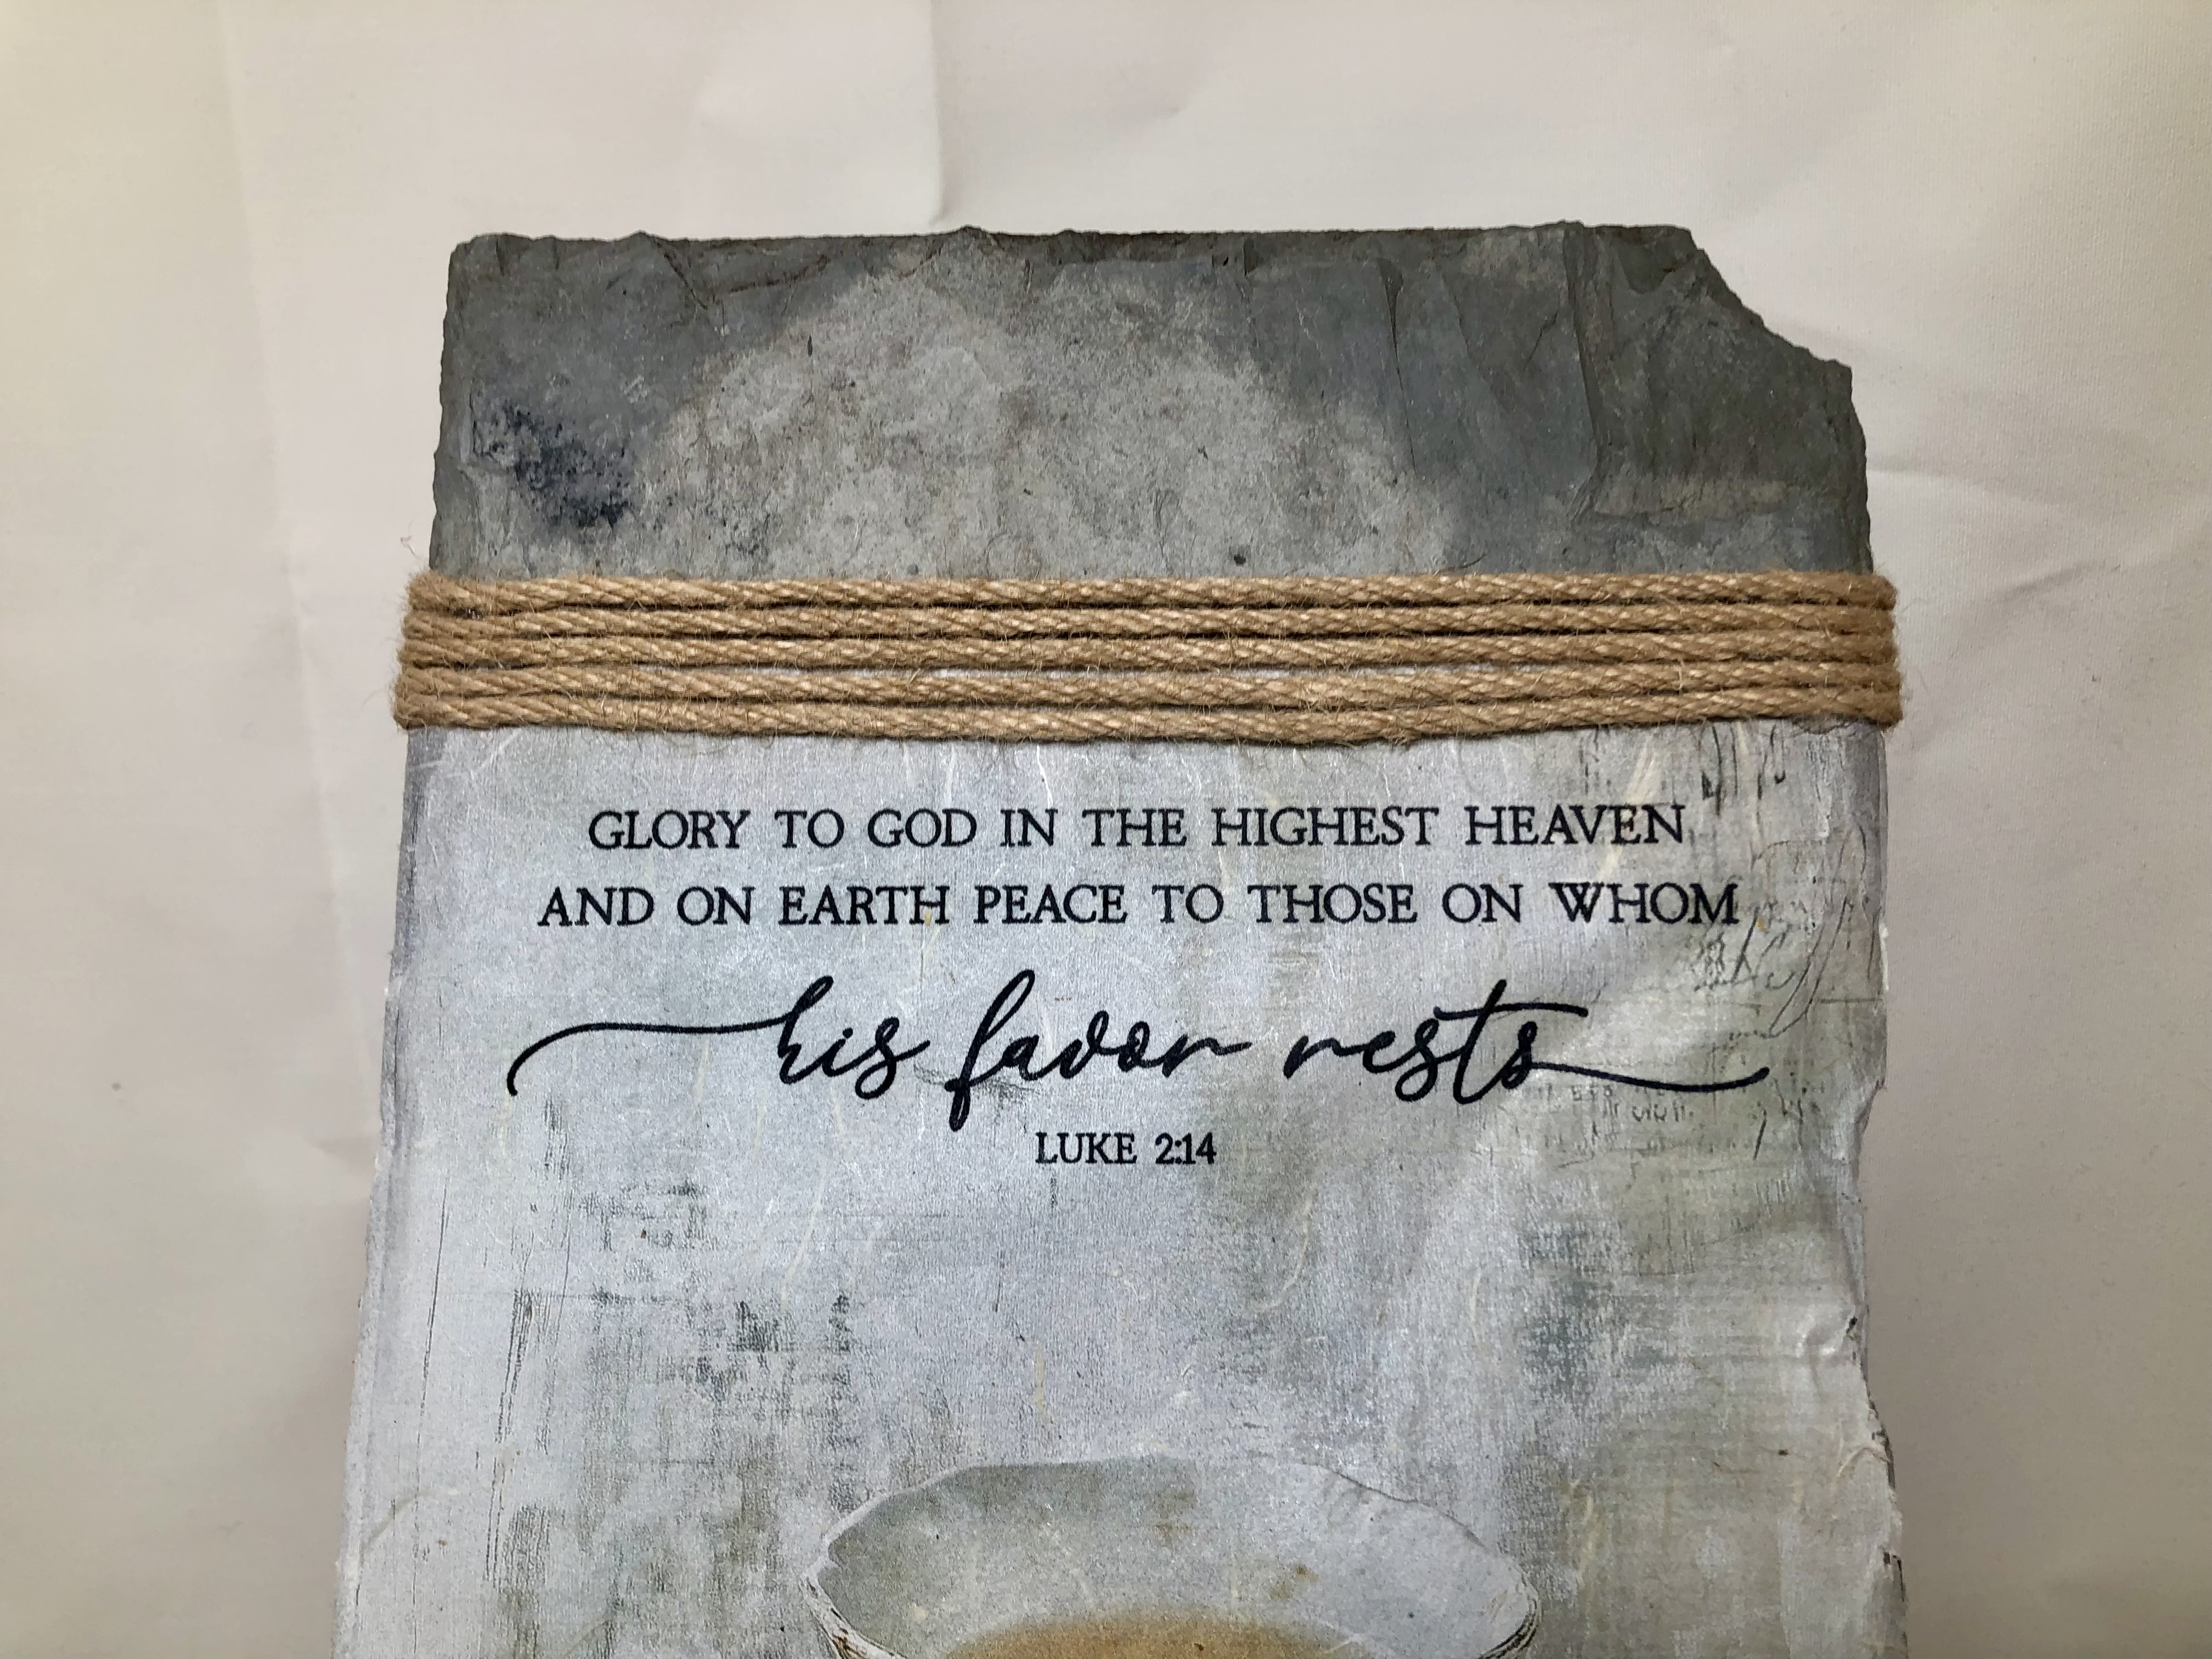 GLORY TO GOD IN THE HIGHEST HEAVEN
AND ON EARTH PEACE TO THOSE ON WHOM
his favor rests
LUKE 2:14